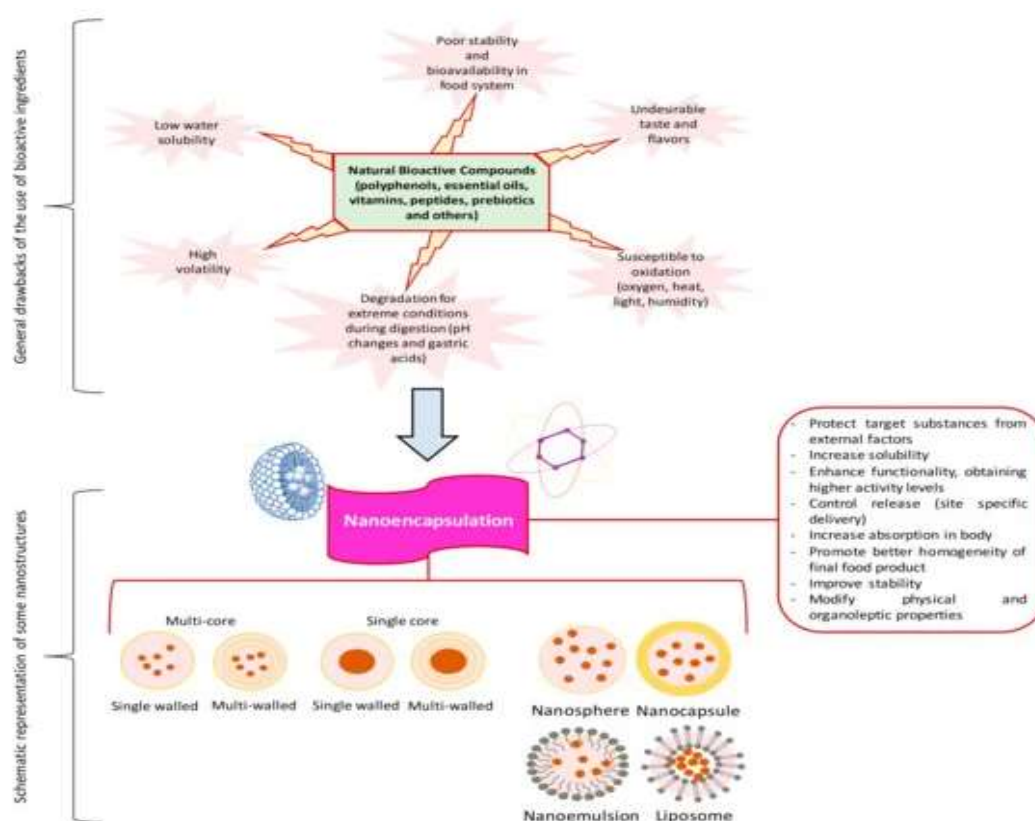 General drawbacks of the use of bioactive ingredients
Poor stability
and
bioavailability in
food system
Low water
solubility
Undesirable
taste and
flavors
Natural Bioactive Compounds
(polyphenols, essential oils,
vitamins, peptides, prebiotics
and others)
High
volatility
Susceptible to
oxidation
(oxygen, heat,
light, humidity)
Degradation for
extreme conditions
during digestion (pH
changes and gastric
acids)
Schematic representation of some nanostructures
Nanoencapsulation
- Protect target substances from
external factors
- Increase solubility
- Enhance functionality, obtaining
higher activity levels
- Control release (site specific
delivery)
- Increase absorption in body
- Promote better homogeneity of
final food product
- Improve stability
- Modify physical and
organoleptic properties
Multi-core
Single core
Single walled
Multi-walled
Single walled
Multi-walled
Nanosphere
Nanocapsule
Nanoemulsion
Liposome